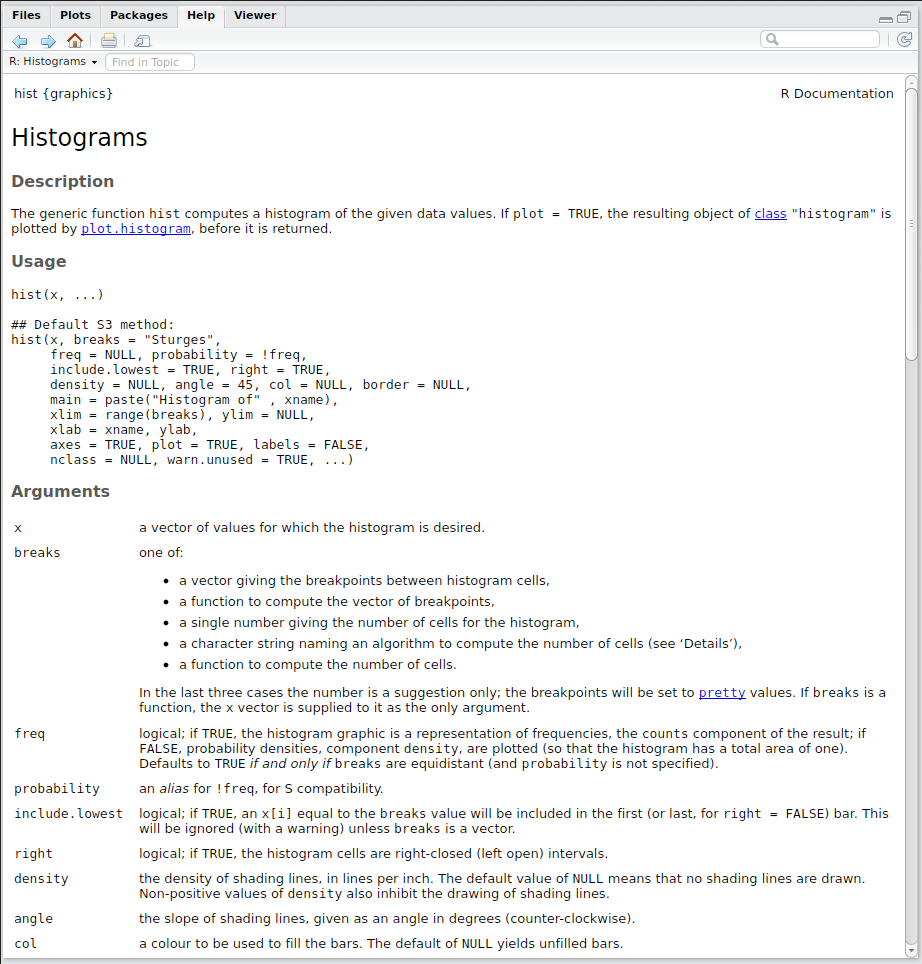 Files Plots Packages Help Viewer
R: Histograms Find in Topic
hist {graphics} R Documentation
Histograms
Description
The generic function hist computes a histogram of the given data values. If plot = TRUE, the resulting object of class "histogram" is
plotted by plot.histogram, before it is returned.
Usage
hist(x, ...)
## Default S3 method:
hist(x, breaks = "Sturges",
     freq = NULL, probability = !freq,
     include.lowest = TRUE, right = TRUE,
     density = NULL, angle = 45, col = NULL, border = NULL,
     main = paste("Histogram of" , xname),
     xlim = range(breaks), ylim = NULL,
     xlab = xname, ylab,
     axes = TRUE, plot = TRUE, labels = FALSE,
     nclass = NULL, warn.unused = TRUE, ...)
Arguments
x a vector of values for which the histogram is desired.
breaks one of:
• a vector giving the breakpoints between histogram cells,
• a function to compute the vector of breakpoints,
• a single number giving the number of cells for the histogram,
• a character string naming an algorithm to compute the number of cells (see ‘Details’),
• a function to compute the number of cells.
In the last three cases the number is a suggestion only; the breakpoints will be set to pretty values. If breaks is a
function, the x vector is supplied to it as the only argument.
freq logical; if TRUE, the histogram graphic is a representation of frequencies, the counts component of the result; if
FALSE, probability densities, component density, are plotted (so that the histogram has a total area of one).
Defaults to TRUE if and only if breaks are equidistant (and probability is not specified).
probability an alias for !freq, for S compatibility.
include.lowest logical; if TRUE, an x[i] equal to the breaks value will be included in the first (or last, for right = FALSE) bar. This
will be ignored (with a warning) unless breaks is a vector.
right logical; if TRUE, the histogram cells are right-closed (left open) intervals.
density the density of shading lines, in lines per inch. The default value of NULL means that no shading lines are drawn.
Non-positive values of density also inhibit the drawing of shading lines.
angle the slope of shading lines, given as an angle in degrees (counter-clockwise).
col a colour to be used to fill the bars. The default of NULL yields unfilled bars.